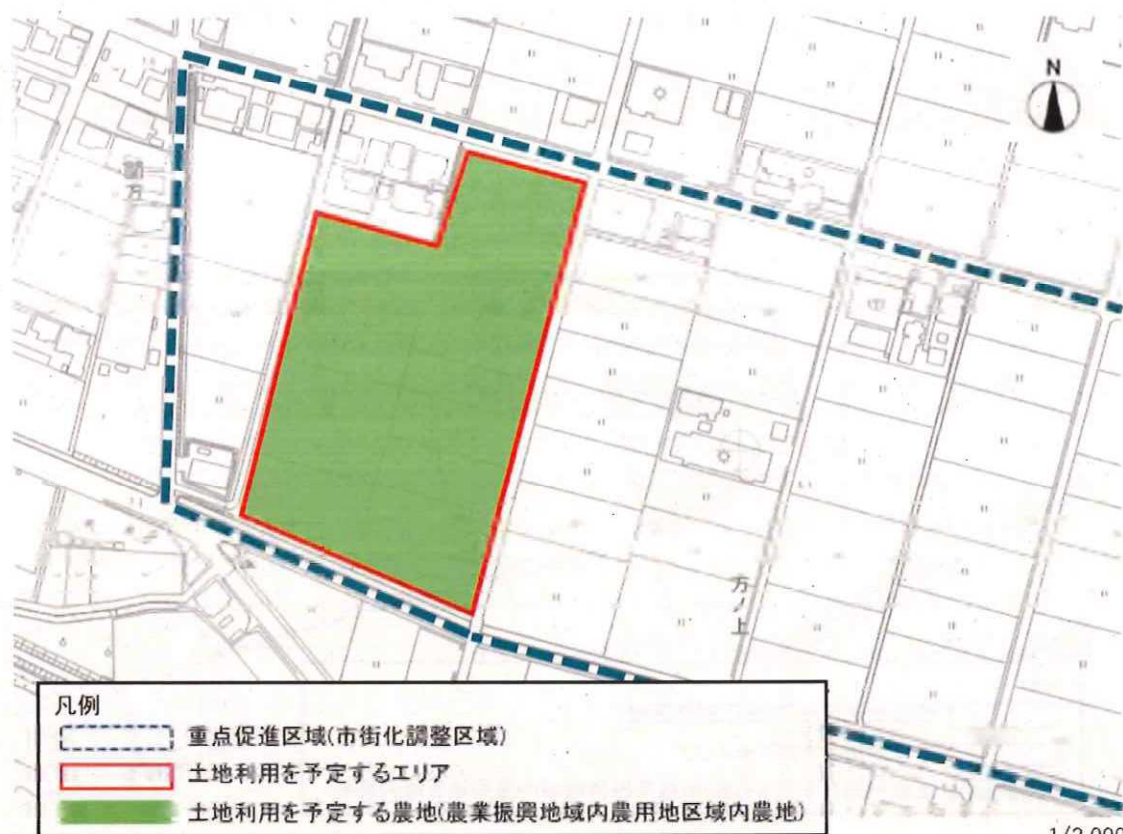 N
万ノ上
凡例
重点促進区域(市街化調整区域)
土地利用を予定するエリア
土地利用を予定する農地(農業振興地域内農用地区域内農地)